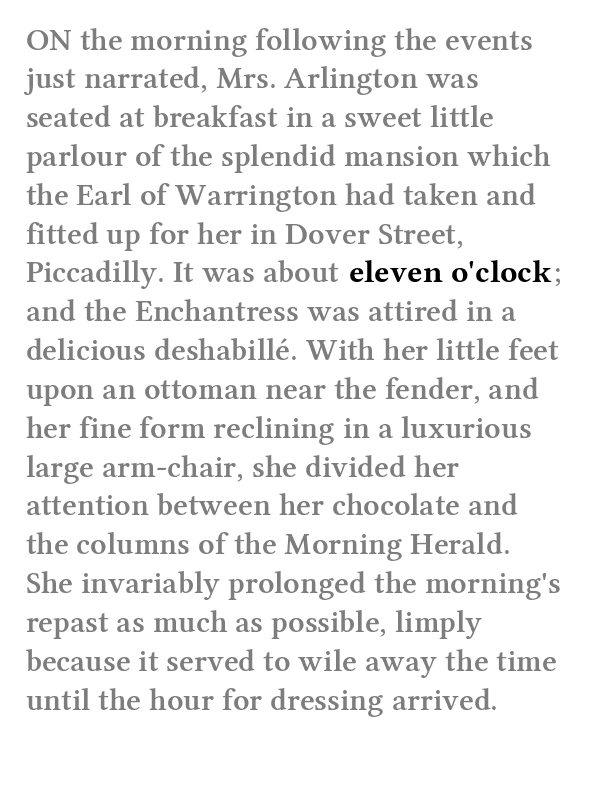 ON the morning following the events
just narrated, Mrs. Arlington was
seated at breakfast in a sweet little
parlour of the splendid mansion which
the Earl of Warrington had taken and
fitted up for her in Dover Street,
Piccadilly. It was about eleven o'clock;
and the Enchantress was attired in a
delicious deshabillé. With her little feet
upon an ottoman near the fender, and
her fine form reclining in a luxurious
large arm-chair, she divided her
attention between her chocolate and
the columns of the Morning Herald.
She invariably prolonged the morning's
repast as much as possible, limply
because it served to wile away the time
until the hour for dressing arrived.